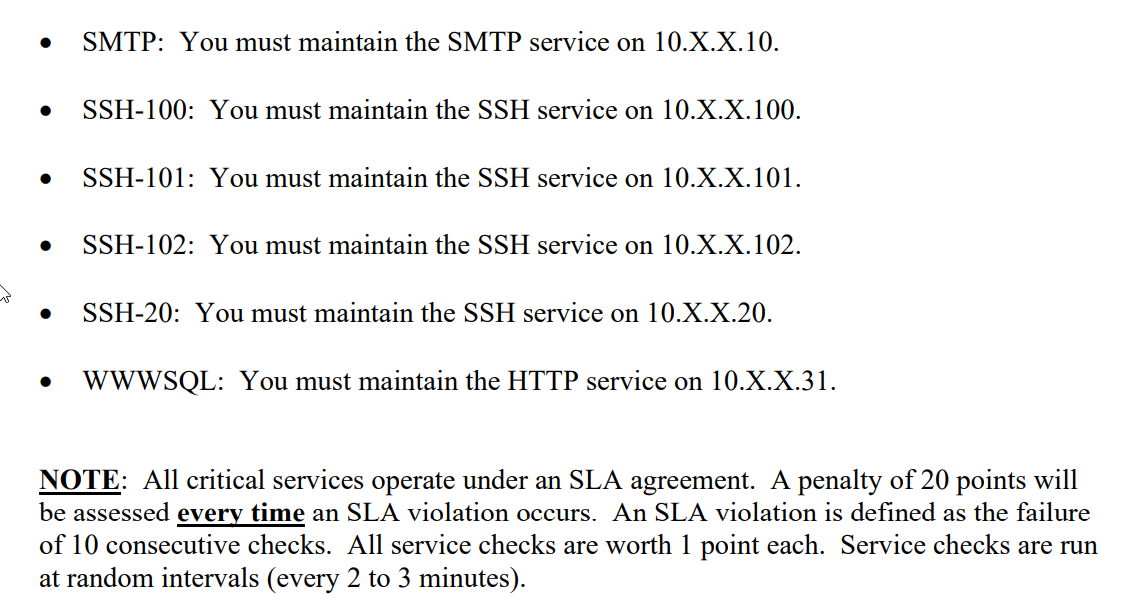 • SMTP: You must maintain the SMTP service on 10.X.X.10.
• SSH-100: You must maintain the SSH service on 10.X.X.100.
• SSH-101: You must maintain the SSH service on 10.X.X.101.
• SSH-102: You must maintain the SSH service on 10.X.X.102.
• SSH-20: You must maintain the SSH service on 10.X.X.20.
• WWWSQL: You must maintain the HTTP service on 10.X.X.31.
NOTE: All critical services operate under an SLA agreement. A penalty of 20 points will
be assessed every time an SLA violation occurs. An SLA violation is defined as the failure
of 10 consecutive checks. All service checks are worth 1 point each. Service checks are run
at random intervals (every 2 to 3 minutes).